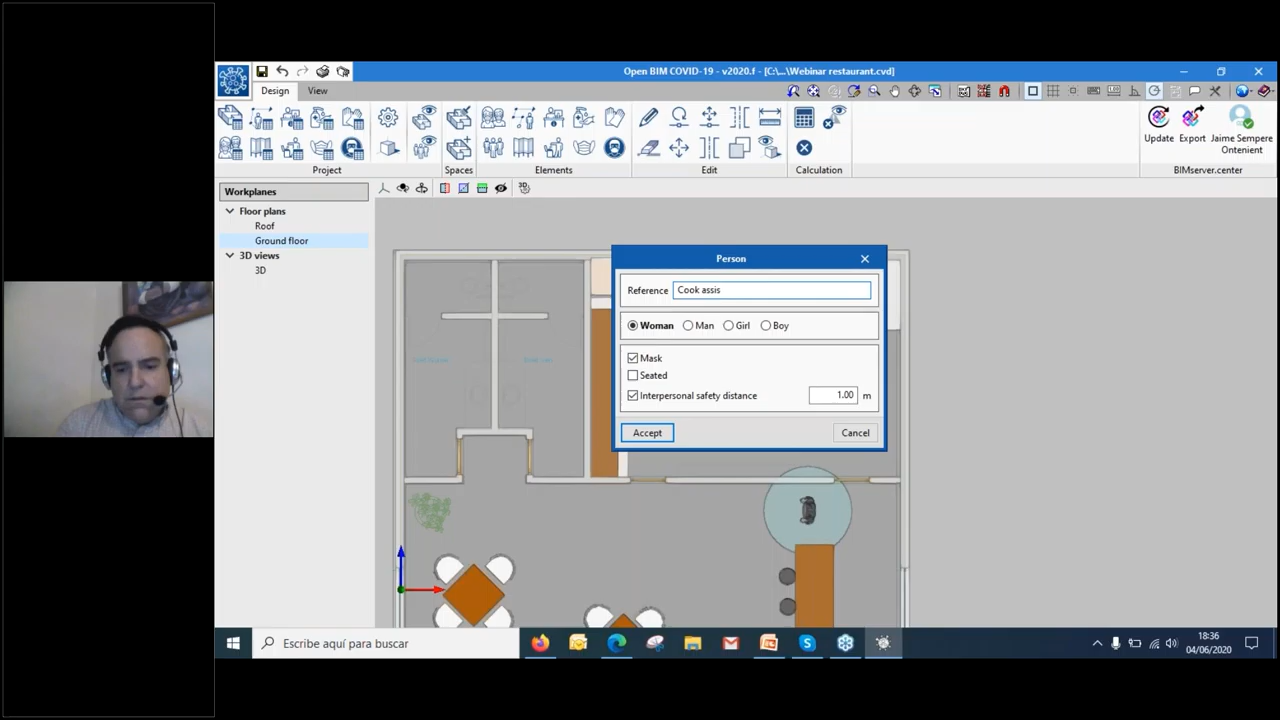 Open BIM COVID-19 - v2020.f - [C:\...\Webinar restaurant.cvd]
Design
View
Project
Spaces
Elements
Edit
Calculation
Update
Export
Jaime Sempere
Ontenient
BIMserver.center
Workplanes
Floor plans
Roof
Ground floor
3D views
3D
Person
Reference
Cook assis
Woman
Man
Girl
Boy
Mask
Seated
Interpersonal safety distance
1.00
m
Accept
Cancel
Escribe aquí para buscar
18:36
04/06/2020